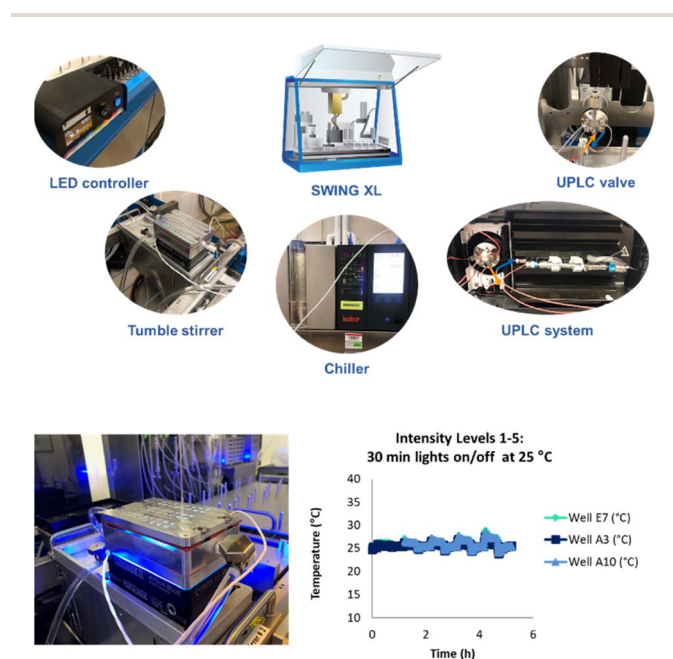 LED controller
SWING XL
UPLC valve
Tumble stirrer
huber
Chiller
UPLC system
Intensity Levels 1-5:
30 min lights on/off at 25 °C
Temperature (°C)
40
35
30
25
20
15
10
0
2
4
6
Time (h)
Well E7 (°C)
Well A3 (°C)
Well A10 (°C)